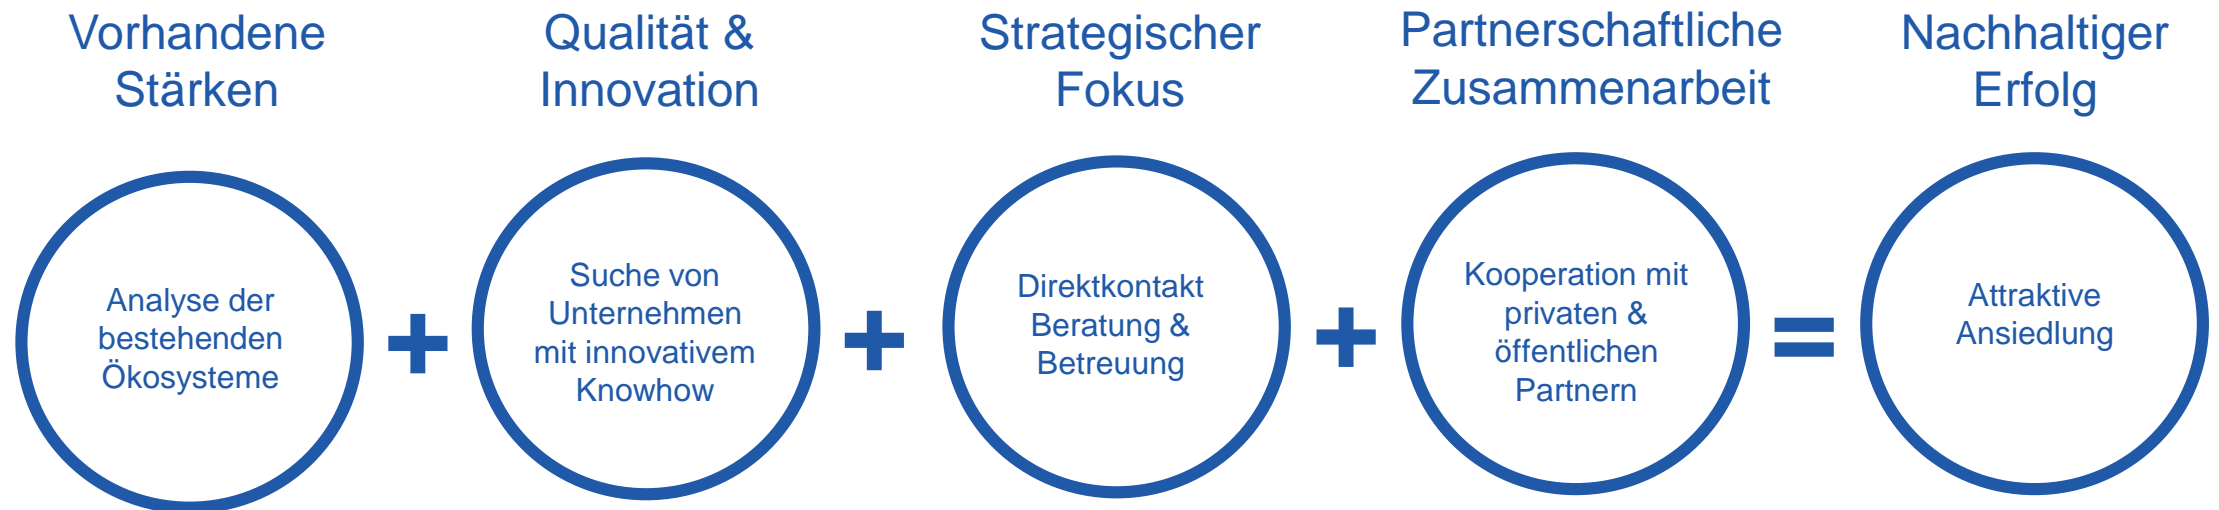 Vorhandene
Stärken
Qualität &
Innovation
Strategischer
Fokus
Partnerschaftliche
Zusammenarbeit
Nachhaltiger
Erfolg
Analyse der
bestehenden
Ökosysteme
+
Suche von
Unternehmen
mit innovativem
Knowhow
+
Direktkontakt
Beratung &
Betreuung
+
Kooperation mit
privaten &
öffentlichen
Partnern
=
Attraktive
Ansiedlung